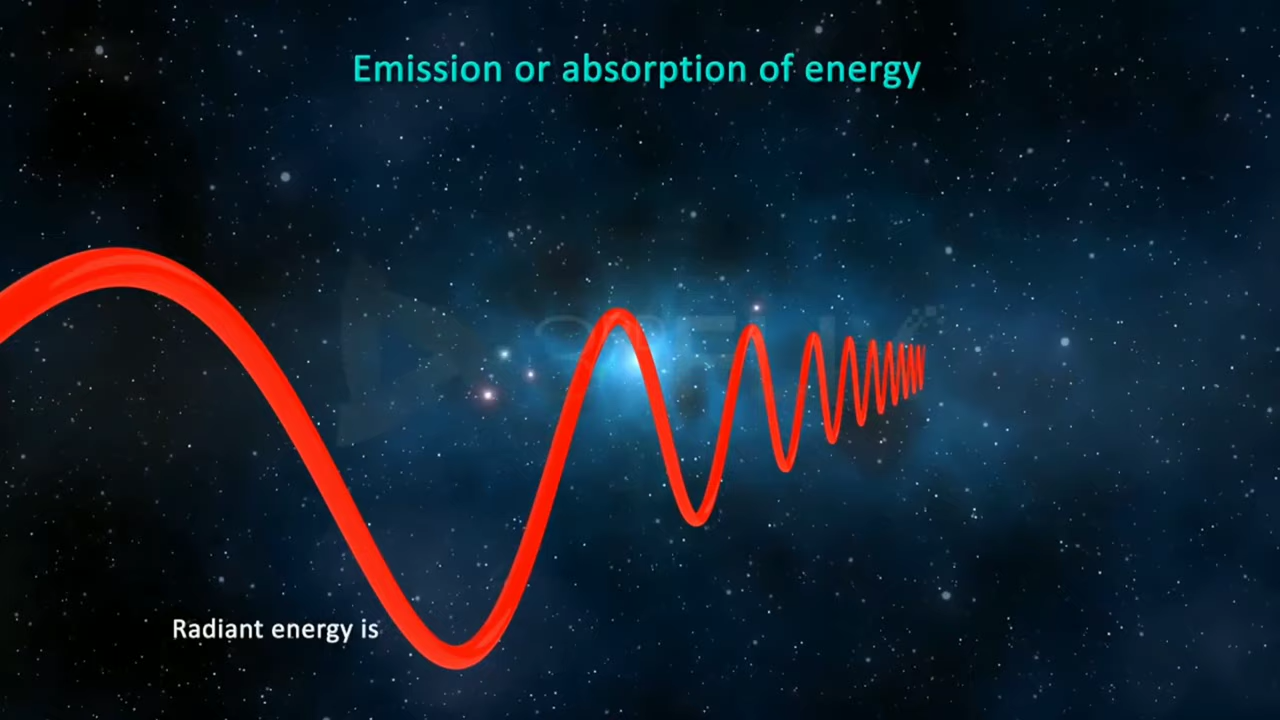 Emission or absorption of energy
Radiant energy is